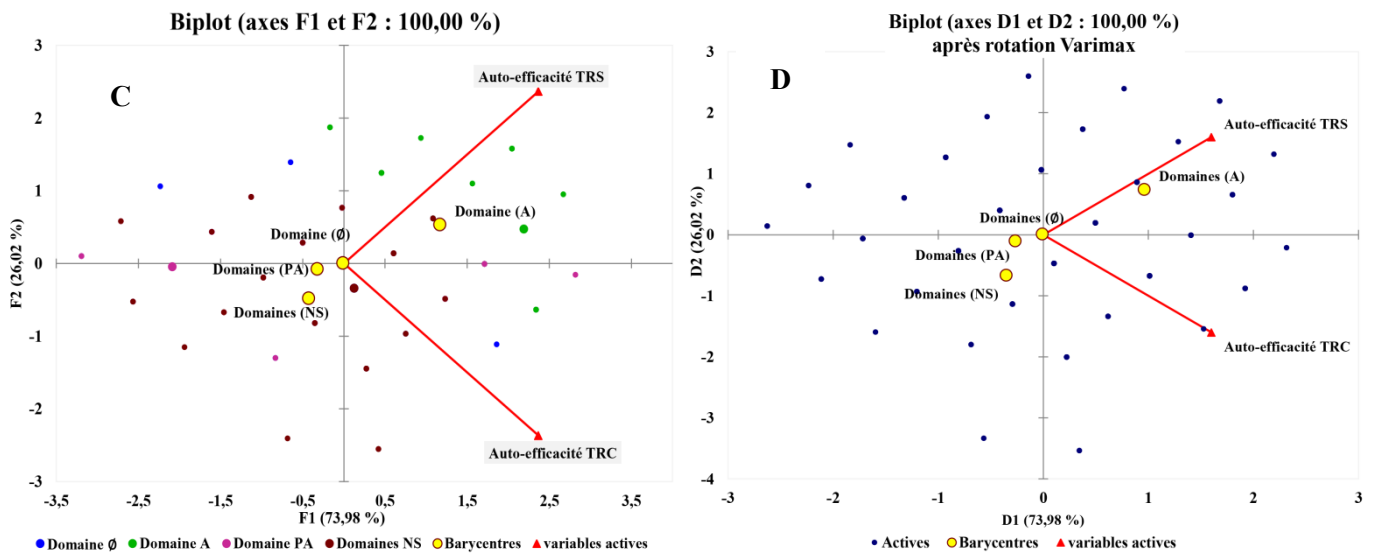 Biplot (axes F1 et F2 : 100,00 %)
C
3
2
1
0
-1
-2
-3
F2 (26,02 %)
Auto-efficacité TRS
Domaine (A)
Domaine (Ø)
Domaines (PA)
Domaines (NS)
Auto-efficacité TRC
-3,5 -2,5 -1,5 -0,5 0,5 1,5 2,5 3,5
F1 (73,98 %)
Domaine Ø Domaine A Domaine PA Domaines NS Barycentres variables actives
Biplot (axes D1 et D2 : 100,00 %)
après rotation Varimax
D
3
2
1
0
-1
-2
-3
-4
D2 (26,02 %)
Auto-efficacité TRS
Domaines (A)
Domaines (Ø)
Domaines (PA)
Domaines (NS)
Auto-efficacité TRC
-3 -2 -1 0 1 2 3
D1 (73,98 %)
Actives Barycentres variables actives